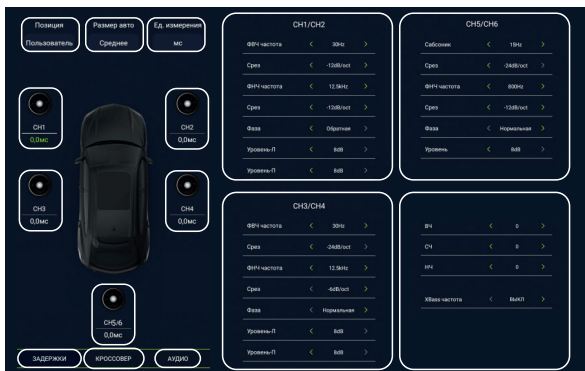 Позиция
Пользователь
Размер авто
Среднее
Ед. измерения
мс
CH1
0,0мс
CH2
0,0мс
CH3
0,0мс
CH4
0,0мс
CH5/6
0,0мс
ЗАДЕРЖКИ
КРОССОВЕР
АУДИО
CH1/CH2
ФВЧ частота < 30Hz >
Срез < -12dB/oct >
ФНЧ частота < 12.5kHz >
Срез < -12dB/oct >
Фаза < Обратная >
Уровень-Л < 8dB >
Уровень-П < 8dB >
CH5/CH6
Сабсоник < 15Hz >
Срез < -24dB/oct >
ФНЧ частота < 800Hz >
Срез < -12dB/oct >
Фаза < Нормальная >
Уровень < 8dB >
CH3/CH4
ФВЧ частота < 30Hz >
Срез < -24dB/oct >
ФНЧ частота < 12.5kHz >
Срез < -6dB/oct >
Фаза < Нормальная >
Уровень-П < 8dB >
Уровень-П < 8dB >
ВЧ < 0 >
СЧ < 0 >
НЧ < 0 >
XBass частота < ВЫКЛ >